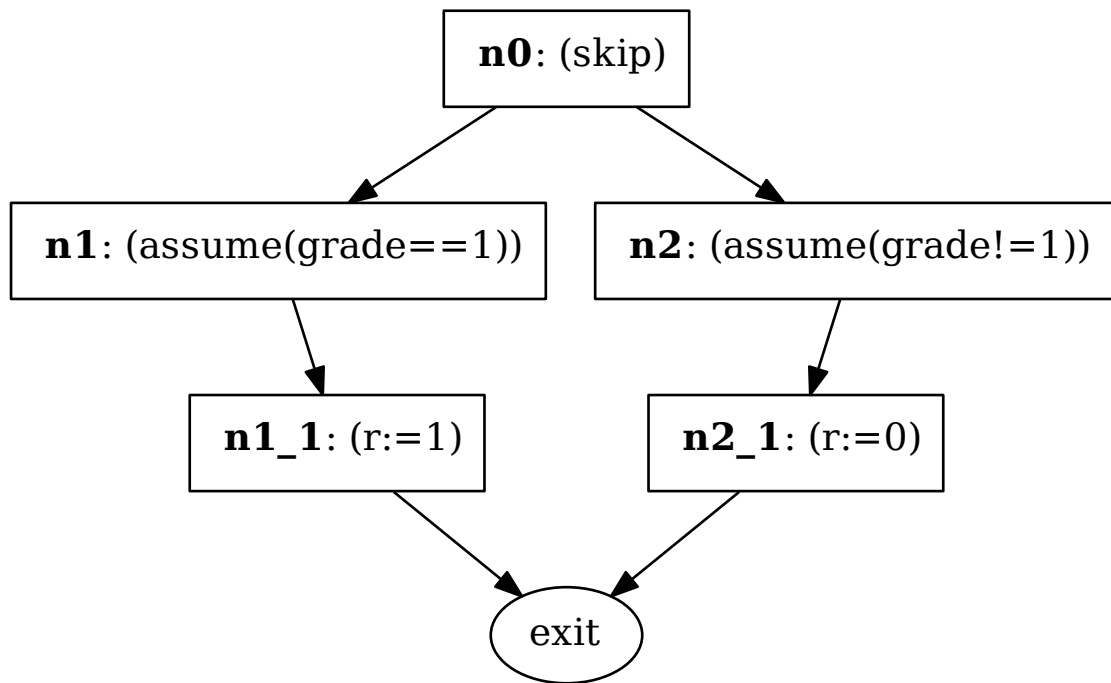 n0: (skip)
n1: (assume(grade==1))
n2: (assume(grade!=1))
n1_1: (r:=1)
n2_1: (r:=0)
exit